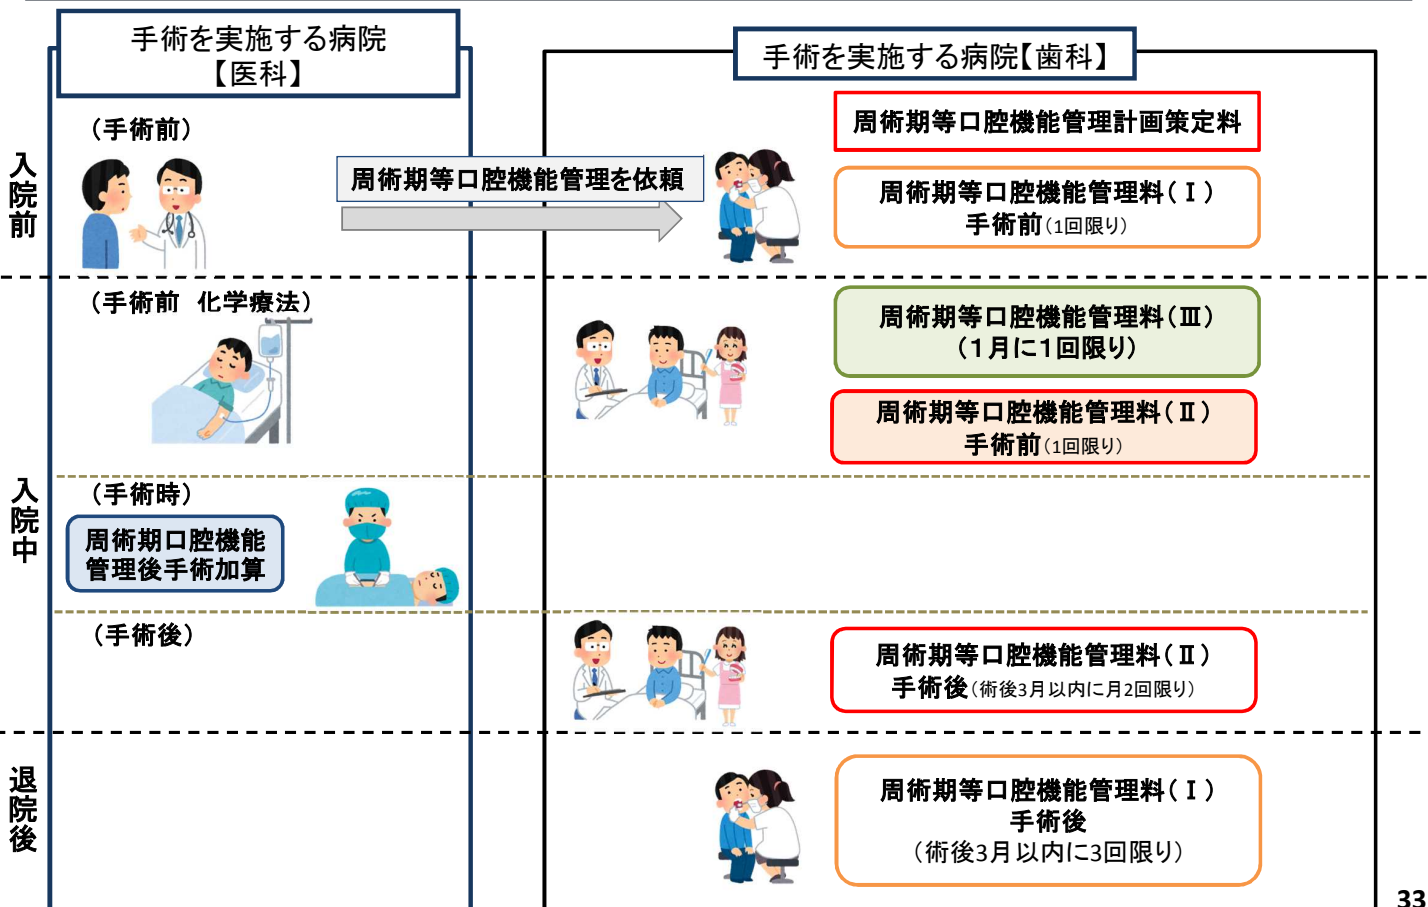 手術を実施する病院
【医科】
手術を実施する病院【歯科】
入院前
（手術前）
周術期等口腔機能管理を依頼
周術期等口腔機能管理計画策定料
周術期等口腔機能管理料（Ⅰ）
手術前（1回限り）
入院中
（手術前　化学療法）
周術期等口腔機能管理料（Ⅲ）
（１月に１回限り）
周術期等口腔機能管理料（Ⅱ）
手術前（1回限り）
（手術時）
周術期口腔機能
管理後手術加算
（手術後）
周術期等口腔機能管理料（Ⅱ）
手術後（術後3月以内に月2回限り）
退院後
周術期等口腔機能管理料（Ⅰ）
手術後
（術後3月以内に3回限り）
33